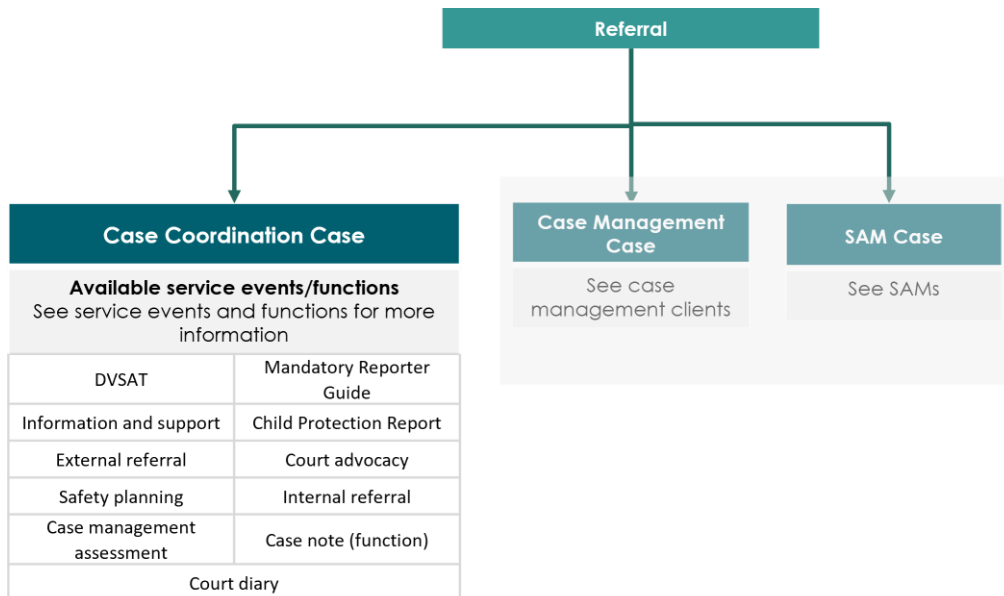 Referral
Case Coordination Case
Available service events/functions
See service events and functions for more
information
DVSAT
Mandatory Reporter
Guide
Information and support
Child Protection Report
External referral
Court advocacy
Safety planning
Internal referral
Case management
assessment
Case note (function)
Court diary
Case Management
Case
See case
management clients
SAM Case
See SAMs